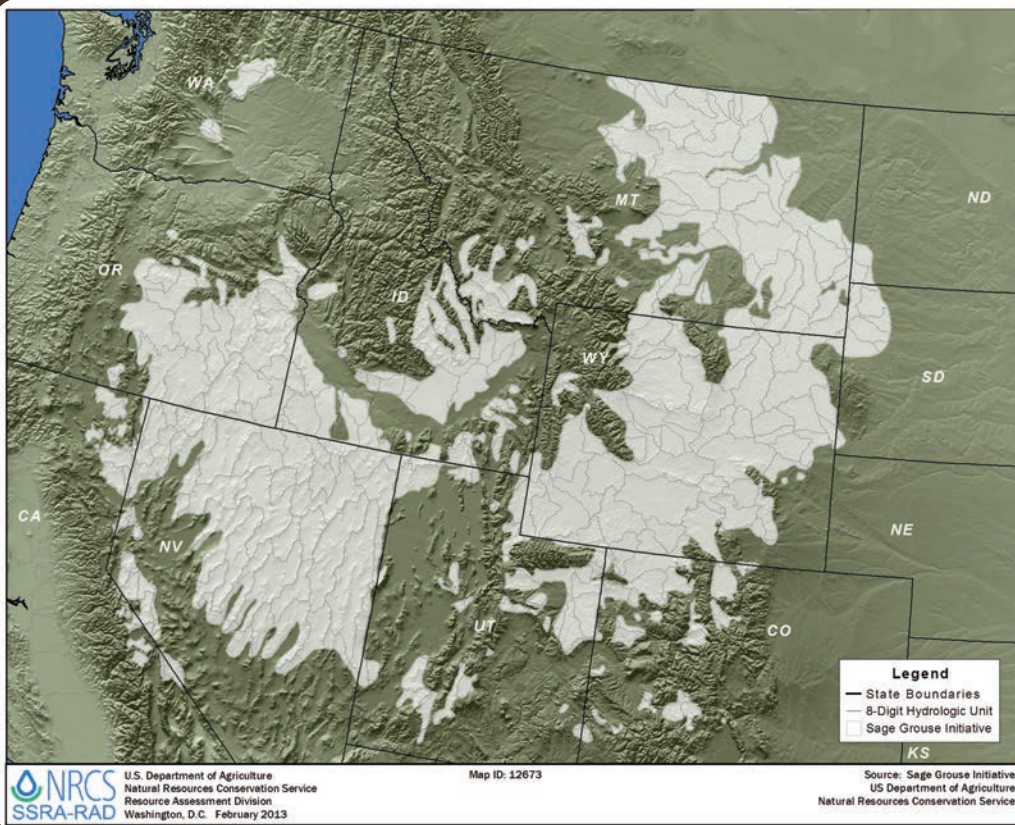 WA
MT
ND
OR
ID
WY
SD
CA
NV
NE
UT
CO
Legend
State Boundaries
8-Digit Hydrologic Unit
Sage Grouse Initiative
KS
NRCS
SSRA-RAD
U.S. Department of Agriculture
Natural Resources Conservation Service
Resource Assessment Division
Washington, D.C. February 2013
Map ID: 12673
Source: Sage Grouse Initiative
US Department of Agriculture
Natural Resources Conservation Service